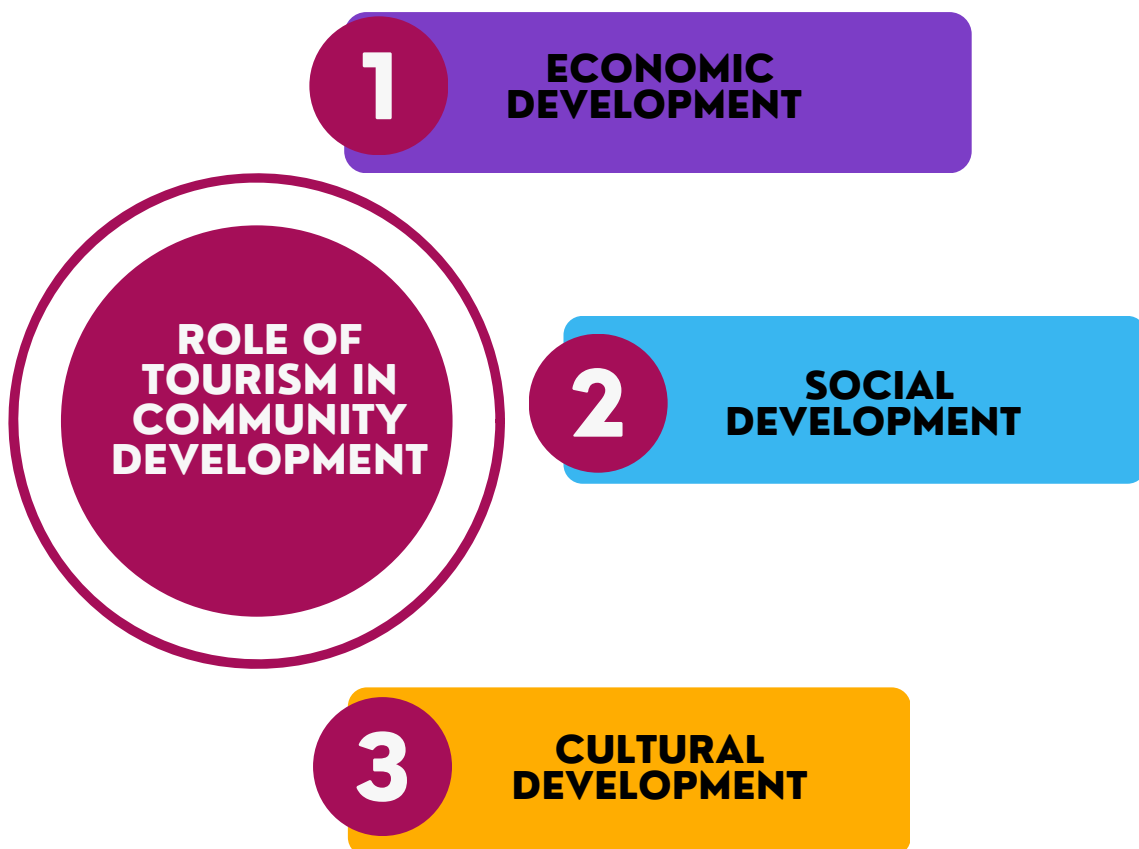 1
ECONOMIC
DEVELOPMENT
ROLE OF
TOURISM IN
COMMUNITY
DEVELOPMENT
2
SOCIAL
DEVELOPMENT
3
CULTURAL
DEVELOPMENT